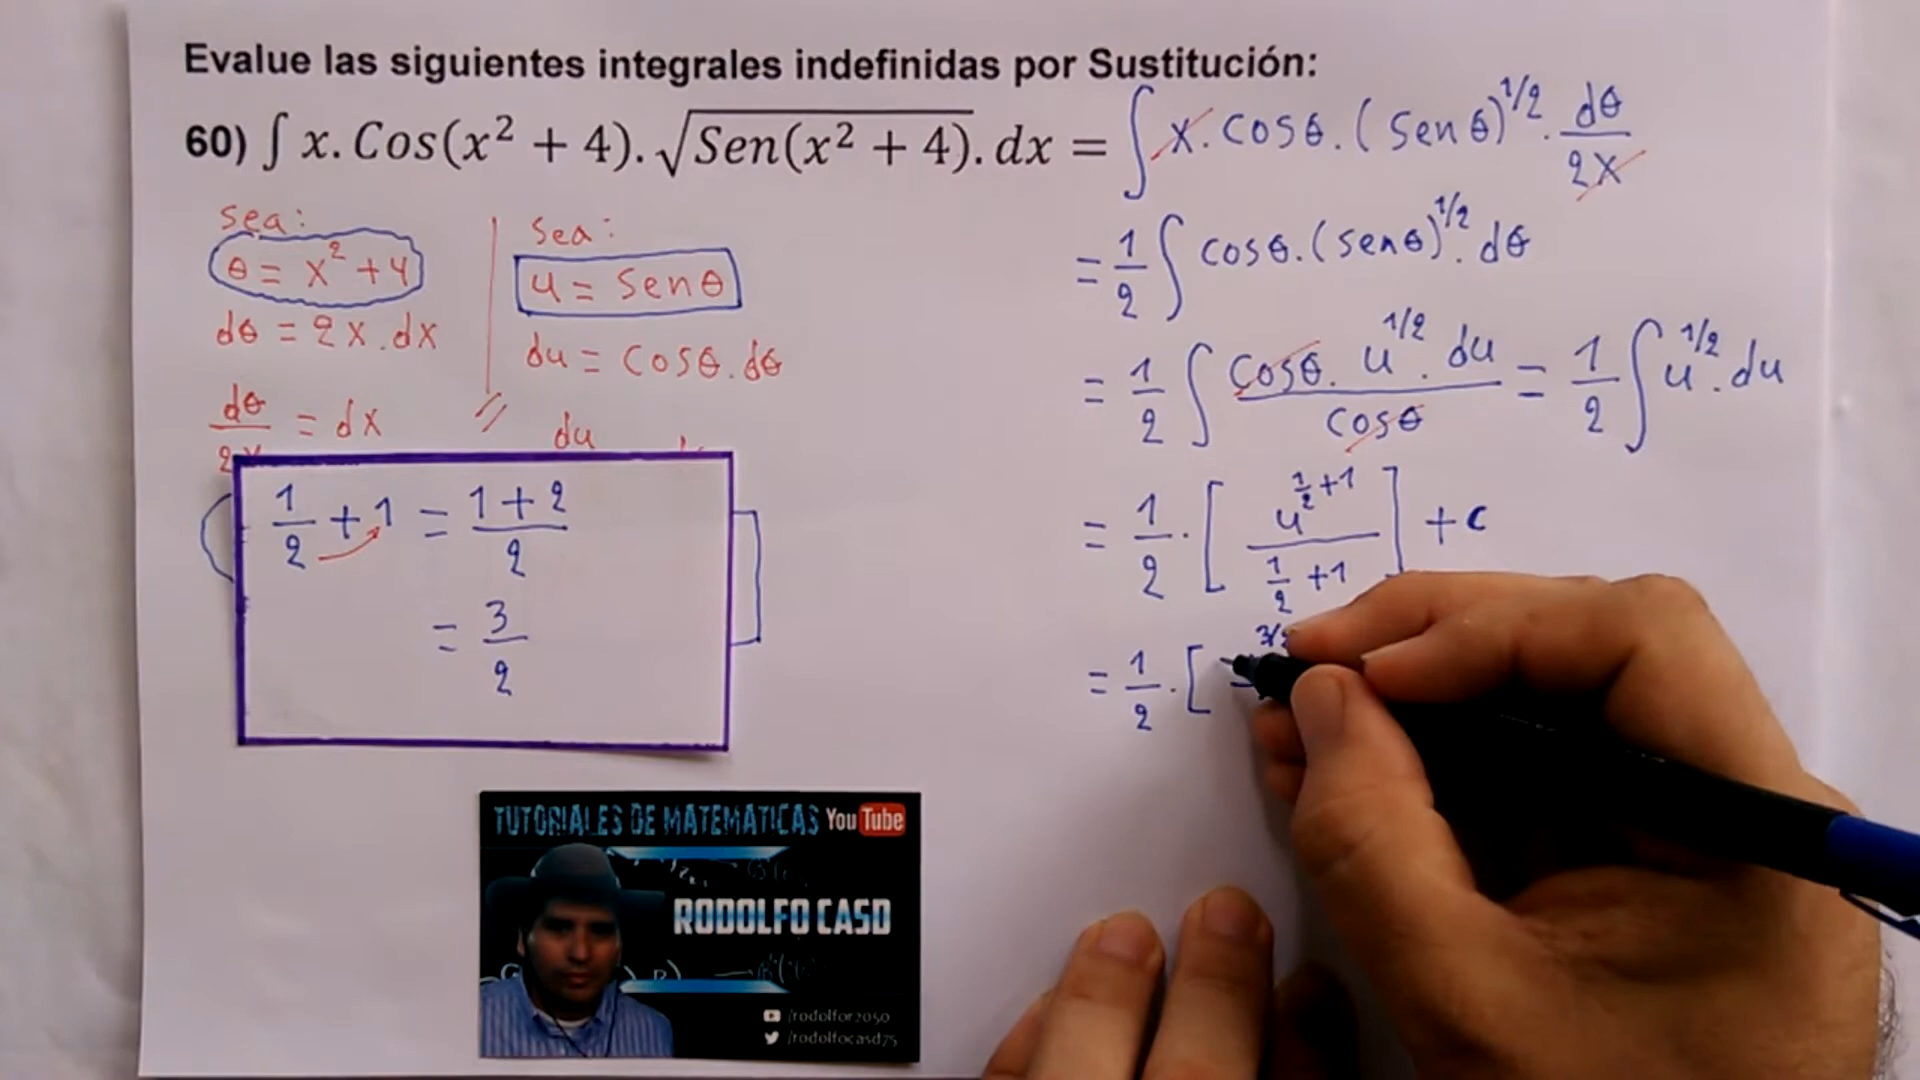 Evalue las siguientes integrales indefinidas por Sustitución:
60) ∫ x. Cos(x² + 4). √Sen(x² + 4). dx = ∫ x. cosθ. (senθ)^1/2. dθ/2x
= 1/2 ∫ cosθ. (senθ)^1/2. dθ
= 1/2 ∫ cosθ. u^1/2. du / cosθ = 1/2 ∫ u^1/2. du
= 1/2 . [ u^(1/2+1) / (1/2+1) ] + c
= 1/2 . [
sea:
θ = x² + 4
dθ = 2x.dx
dθ/2x = dx
sea:
u = senθ
du = cosθ.dθ
du
1/2 + 1 = (1+2)/2
= 3/2
TUTORIALES DE MATEMATICAS YouTube
RODOLFO CASD
/rodolfor2050
/rodolfocasd75